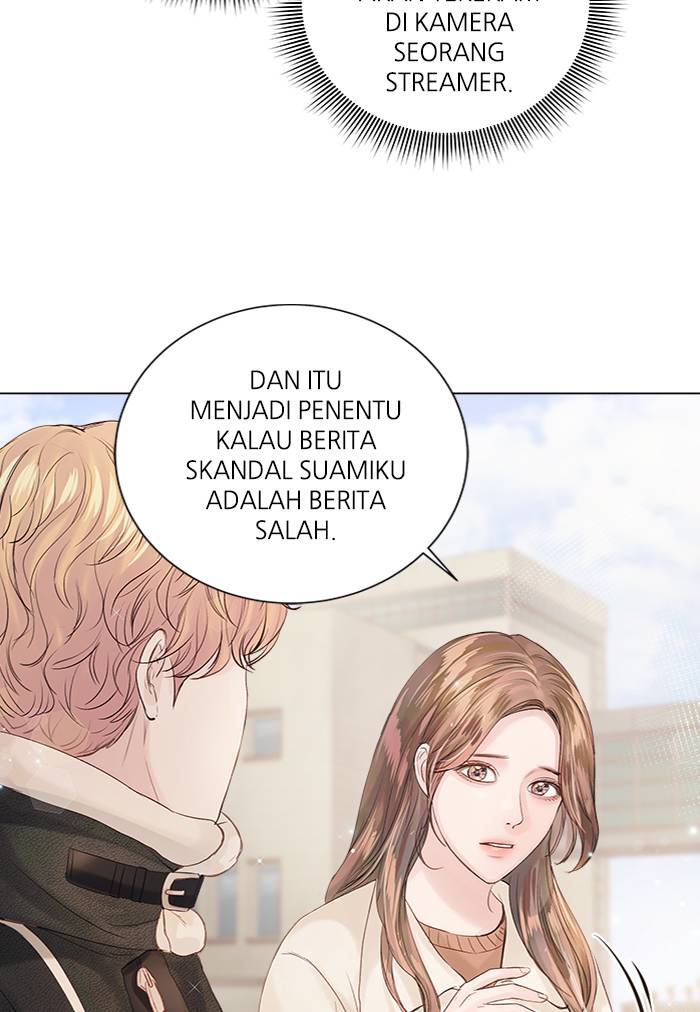 DI KAMERA
SEORANG
STREAMER.
DAN ITU
MENJADI PENENTU
KALAU BERITA
SKANDAL SUAMIKU
ADALAH BERITA
SALAH.